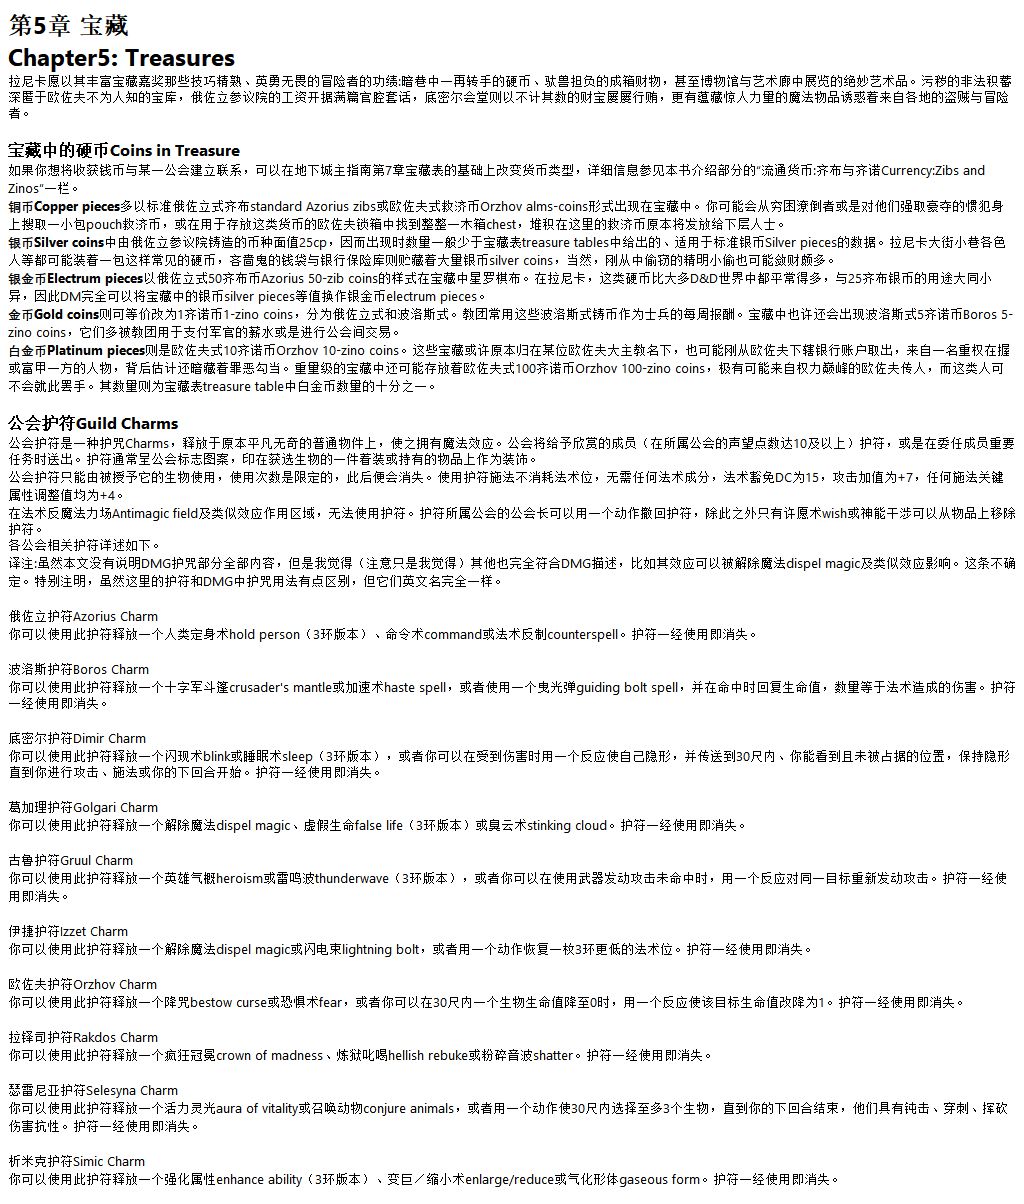 第5章 宝藏
Chapter5: Treasures
拉尼卡愿以其丰富宝藏嘉奖那些技巧精熟、英勇无畏的冒险者的功绩:暗巷中一再转手的硬币、驮兽担负的成箱财物，甚至博物馆与艺术廊中展览的绝妙艺术品。污秽的非法积蓄
深匿于欧佐夫不为人知的宝库，俄佐立参议院的工资开据满篇官腔套话，底密尔会堂则以不计其数的财宝屡屡行贿，更有蕴藏惊人力量的魔法物品诱惑着来自各地的盗贼与冒险
者。
宝藏中的硬币Coins in Treasure
如果你想将收获钱币与某一公会建立联系，可以在地下城主指南第7章宝藏表的基础上改变货币类型，详细信息参见本书介绍部分的“流通货币:齐布与齐诺Currency:Zibs and
Zinos”一栏。
铜币Copper pieces多以标准俄佐立式齐布standard Azorius zibs或欧佐夫式救济币Orzhov alms-coins形式出现在宝藏中。你可能会从穷困潦倒者或是对他们强取豪夺的惯犯身
上搜取一小包pouch救济币，或在用于存放这类货币的欧佐夫锁箱中找到整整一木箱chest，堆积在这里的救济币原本将发放给下层人士。
银币Silver coins中由俄佐立参议院铸造的币种面值25cp，因而出现时数量一般少于宝藏表treasure tables中给出的、适用于标准银币Silver pieces的数据。拉尼卡大街小巷各色
人等都可能装着一包这样常见的硬币，吝啬鬼的钱袋与银行保险库则贮藏着大量银币silver coins，当然，刚从中偷窃的精明小偷也可能敛财颇多。
银金币Electrum pieces以俄佐立式50齐布币Azorius 50-zib coins的样式在宝藏中星罗棋布。在拉尼卡，这类硬币比大多D&D世界中都平常得多，与25齐布银币的用途大同小
异，因此DM完全可以将宝藏中的银币silver pieces等值换作银金币electrum pieces。
金币Gold coins则可等价改为1齐诺币1-zino coins，分为俄佐立式和波洛斯式。教团常用这些波洛斯式铸币作为士兵的每周报酬。宝藏中也许还会出现波洛斯式5齐诺币Boros 5-
zino coins，它们多被教团用于支付军官的薪水或是进行公会间交易。
白金币Platinum pieces则是欧佐夫式10齐诺币Orzhov 10-zino coins。这些宝藏或许原本归在某位欧佐夫大主教名下，也可能刚从欧佐夫下辖银行账户取出，来自一名重权在握
或富甲一方的人物，背后估计还暗藏着罪恶勾当。重量级的宝藏中还可能存放着欧佐夫式100齐诺币Orzhov 100-zino coins，极有可能来自权力巅峰的欧佐夫传人，而这类人可
不会就此罢手。其数量则为宝藏表treasure table中白金币数量的十分之一。
公会护符Guild Charms
公会护符是一种护咒Charms，释放于原本平凡无奇的普通物件上，使之拥有魔法效应。公会将给予欣赏的成员（在所属公会的声望点数达10及以上）护符，或是在委任成员重要
任务时送出。护符通常呈公会标志图案，印在获选生物的一件着装或持有的物品上作为装饰。
公会护符只能由被授予它的生物使用，使用次数是限定的，此后便会消失。使用护符施法不消耗法术位，无需任何法术成分，法术豁免DC为15，攻击加值为+7，任何施法关键
属性调整值均为+4。
在法术反魔法力场Antimagic field及类似效应作用区域，无法使用护符。护符所属公会的公会长可以用一个动作撤回护符，除此之外只有许愿术wish或神能干涉可以从物品上移除
护符。
各公会相关护符详述如下。
译注:虽然本文没有说明DMG护咒部分全部内容，但是我觉得（注意只是我觉得）其他也完全符合DMG描述，比如其效应可以被解除魔法dispel magic及类似效应影响。这条不确
定。特别注明，虽然这里的护符和DMG中护咒用法有点区别，但它们英文名完全一样。
俄佐立护符Azorius Charm
你可以使用此护符释放一个人类定身术hold person（3环版本）、命令术command或法术反制counterspell。护符一经使用即消失。
波洛斯护符Boros Charm
你可以使用此护符释放一个十字军斗篷crusader's mantle或加速术haste spell，或者使用一个曳光弹guiding bolt spell，并在命中时回复生命值，数量等于法术造成的伤害。护符
一经使用即消失。
底密尔护符Dimir Charm
你可以使用此护符释放一个闪现术blink或睡眠术sleep（3环版本），或者你可以在受到伤害时用一个反应使自己隐形，并传送到30尺内、你能看到且未被占据的位置，保持隐形
直到你进行攻击、施法或你的下回合开始。护符一经使用即消失。
葛加理护符Golgari Charm
你可以使用此护符释放一个解除魔法dispel magic、虚假生命false life（3环版本）或臭云术stinking cloud。护符一经使用即消失。
古鲁护符Gruul Charm
你可以使用此护符释放一个英雄气概heroism或雷鸣波thunderwave（3环版本），或者你可以在使用武器发动攻击未命中时，用一个反应对同一目标重新发动攻击。护符一经使
用即消失。
伊捷护符Izzet Charm
你可以使用此护符释放一个解除魔法dispel magic或闪电束lightning bolt，或者用一个动作恢复一枚3环更低的法术位。护符一经使用即消失。
欧佐夫护符Orzhov Charm
你可以使用此护符释放一个降咒bestow curse或恐惧术fear，或者你可以在30尺内一个生物生命值降至0时，用一个反应使该目标生命值改降为1。护符一经使用即消失。
拉铎司护符Rakdos Charm
你可以使用此护符释放一个疯狂冠冕crown of madness、炼狱叱喝hellish rebuke或粉碎音波shatter。护符一经使用即消失。
瑟雷尼亚护符Selesyna Charm
你可以使用此护符释放一个活力灵光aura of vitality或召唤动物conjure animals，或者用一个动作使30尺内选择至多3个生物，直到你的下回合结束，他们具有钝击、穿刺、挥砍
伤害抗性。护符一经使用即消失。
析米克护符Simic Charm
你可以使用此护符释放一个强化属性enhance ability（3环版本）、变巨／缩小术enlarge/reduce或气化形体gaseous form。护符一经使用即消失。